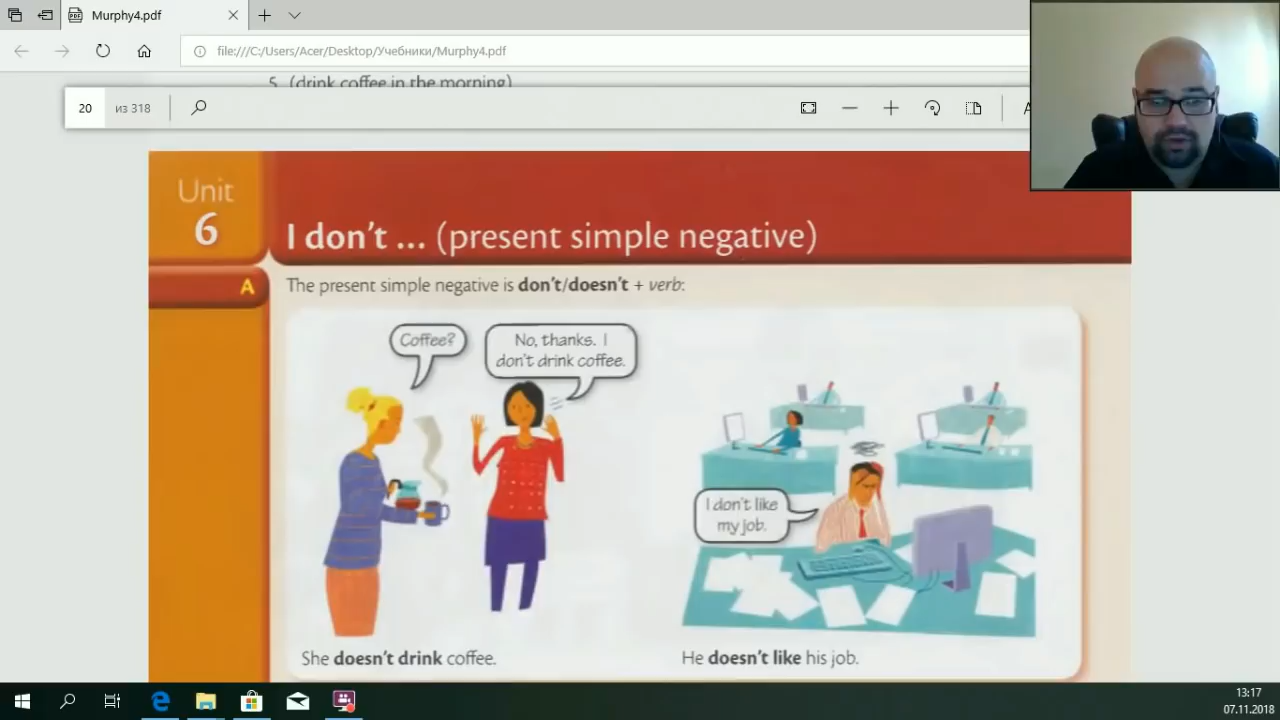 Murphy4.pdf
file:///C:/Users/Acer/Desktop/Учебники/Murphy4.pdf
5 (drink coffee in the morning)
20 из 318
A
Unit
6
I don't ... (present simple negative)
A
The present simple negative is don't/doesn't + verb:
Coffee?
No, thanks. I
don't drink coffee.
I don't like
my job.
She doesn't drink coffee.
He doesn't like his job.
13:17
07.11.2018